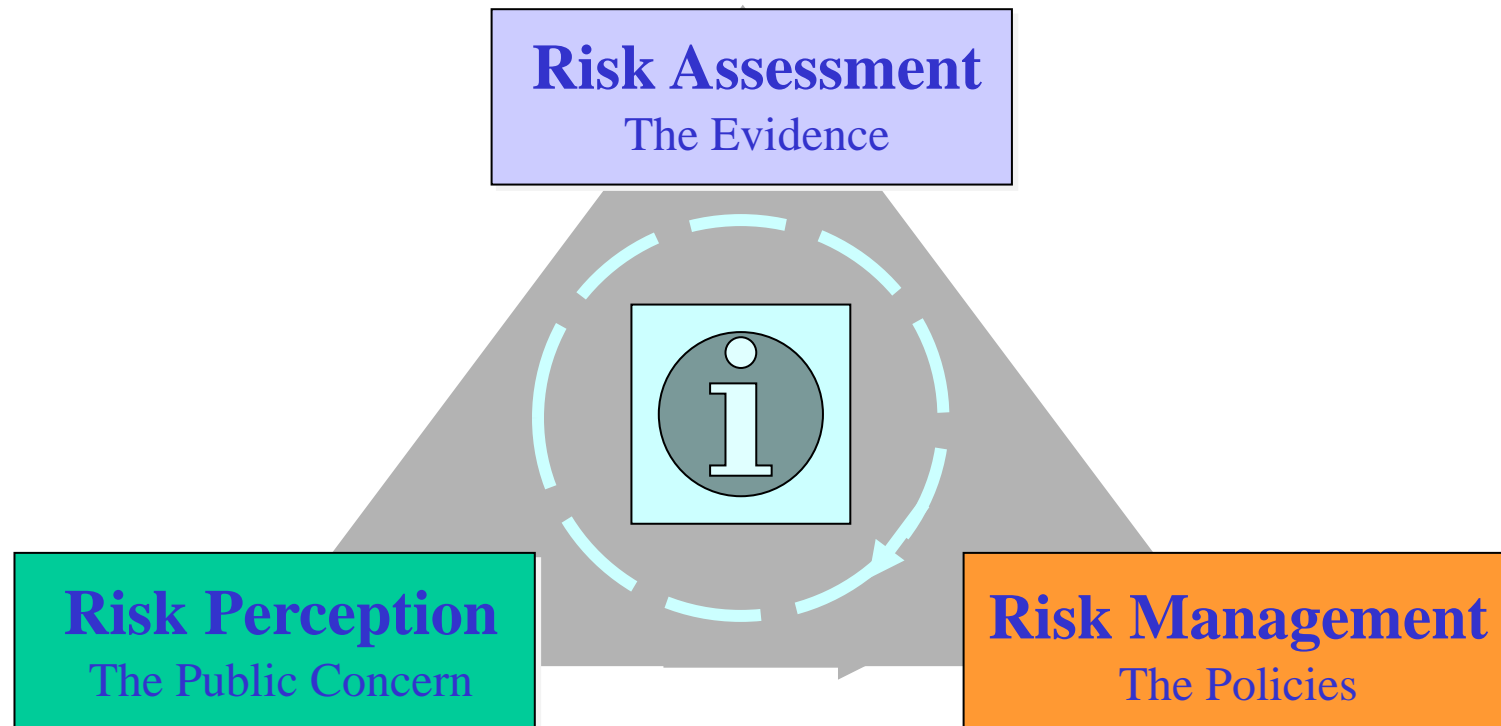 Risk Assessment
The Evidence
i
Risk Perception
The Public Concern
Risk Management
The Policies